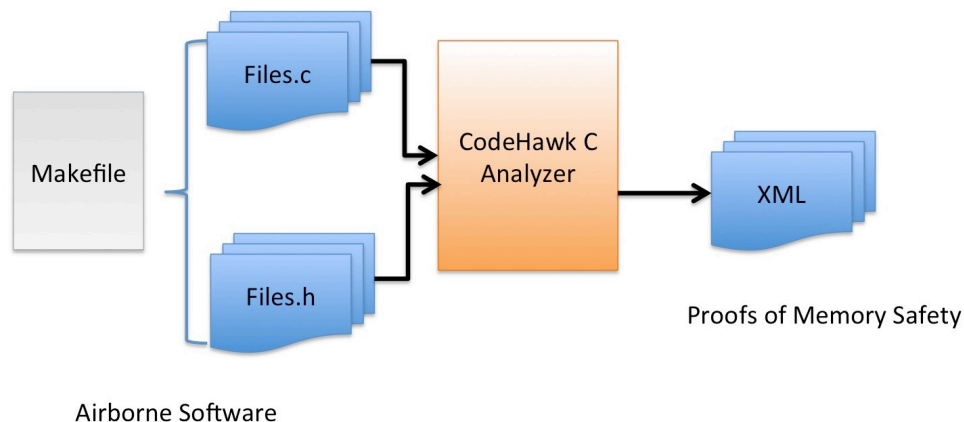 Makefile
Files.c
Files.h
CodeHawk C
Analyzer
XML
Proofs of Memory Safety
Airborne Software